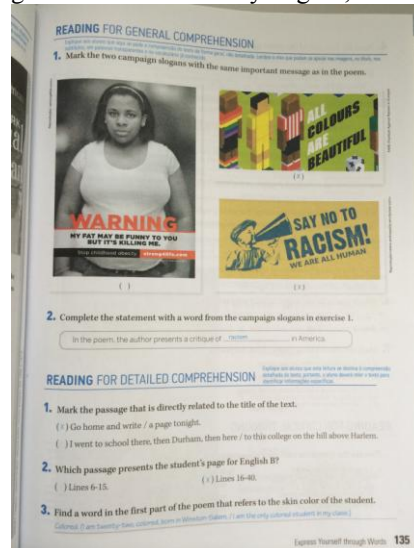 READING FOR GENERAL COMPREHENSION
1. Mark the two campaign slogans with the same important message as in the poem.
WARNING
MY FAT MAY BE FUNNY TO YOU
BUT IT'S KILLING ME.
stop childhood obesity
strong4life.com
( )
ALL
COLOURS
ARE
BEAUTIFUL
(x)
SAY NO TO
RACISM!
WE ARE ALL HUMAN
(x)
2. Complete the statement with a word from the campaign slogans in exercise 1.
In the poem, the author presents a critique of racism in America.
READING FOR DETAILED COMPREHENSION
1. Mark the passage that is directly related to the title of the text.
(x) Go home and write / a page tonight.
( ) I went to school there, then Durham, then here / to this college on the hill above Harlem.
2. Which passage presents the student's page for English B?
( ) Lines 6-15.
(x) Lines 16-40.
3. Find a word in the first part of the poem that refers to the skin color of the student.
Colored. (I am twenty-two, colored, born in Winston-Salem. / I am the only colored student in my class.)
Express Yourself through Words 135